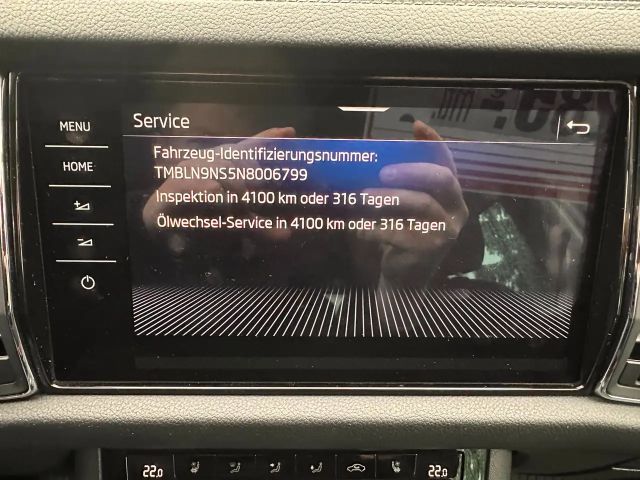 MENU
HOME
Service
Fahrzeug-Identifizierungsnummer:
TMBLN9NS5N8006799
Inspektion in 4100 km oder 316 Tagen
Ölwechsel-Service in 4100 km oder 316 Tagen
22.0
22.0